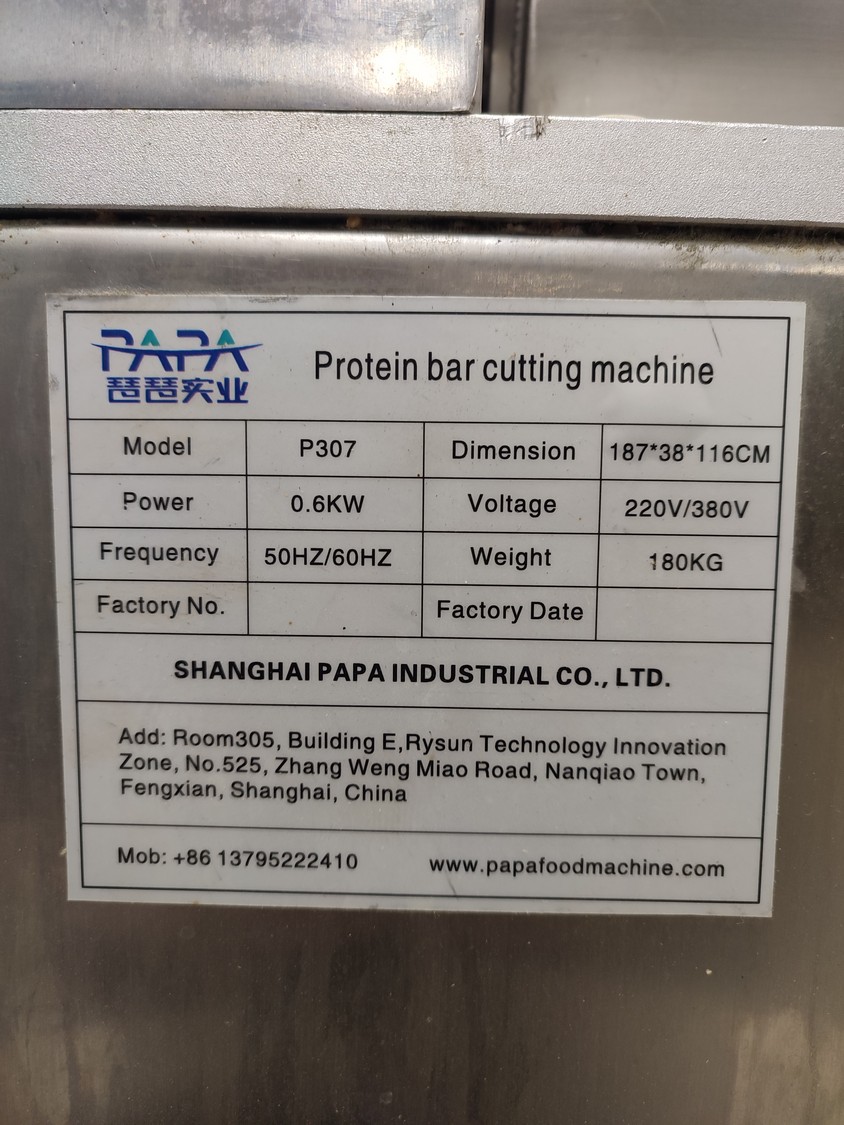 PAPA
琶琶实业
Protein bar cutting machine
Model P307 Dimension 187*38*116CM
Power 0.6KW Voltage 220V/380V
Frequency 50HZ/60HZ Weight 180KG
Factory No. Factory Date
SHANGHAI PAPA INDUSTRIAL CO., LTD.
Add: Room305, Building E,Rysun Technology Innovation
Zone, No.525, Zhang Weng Miao Road, Nanqiao Town,
Fengxian, Shanghai, China
Mob: +86 13795222410 www.papafoodmachine.com